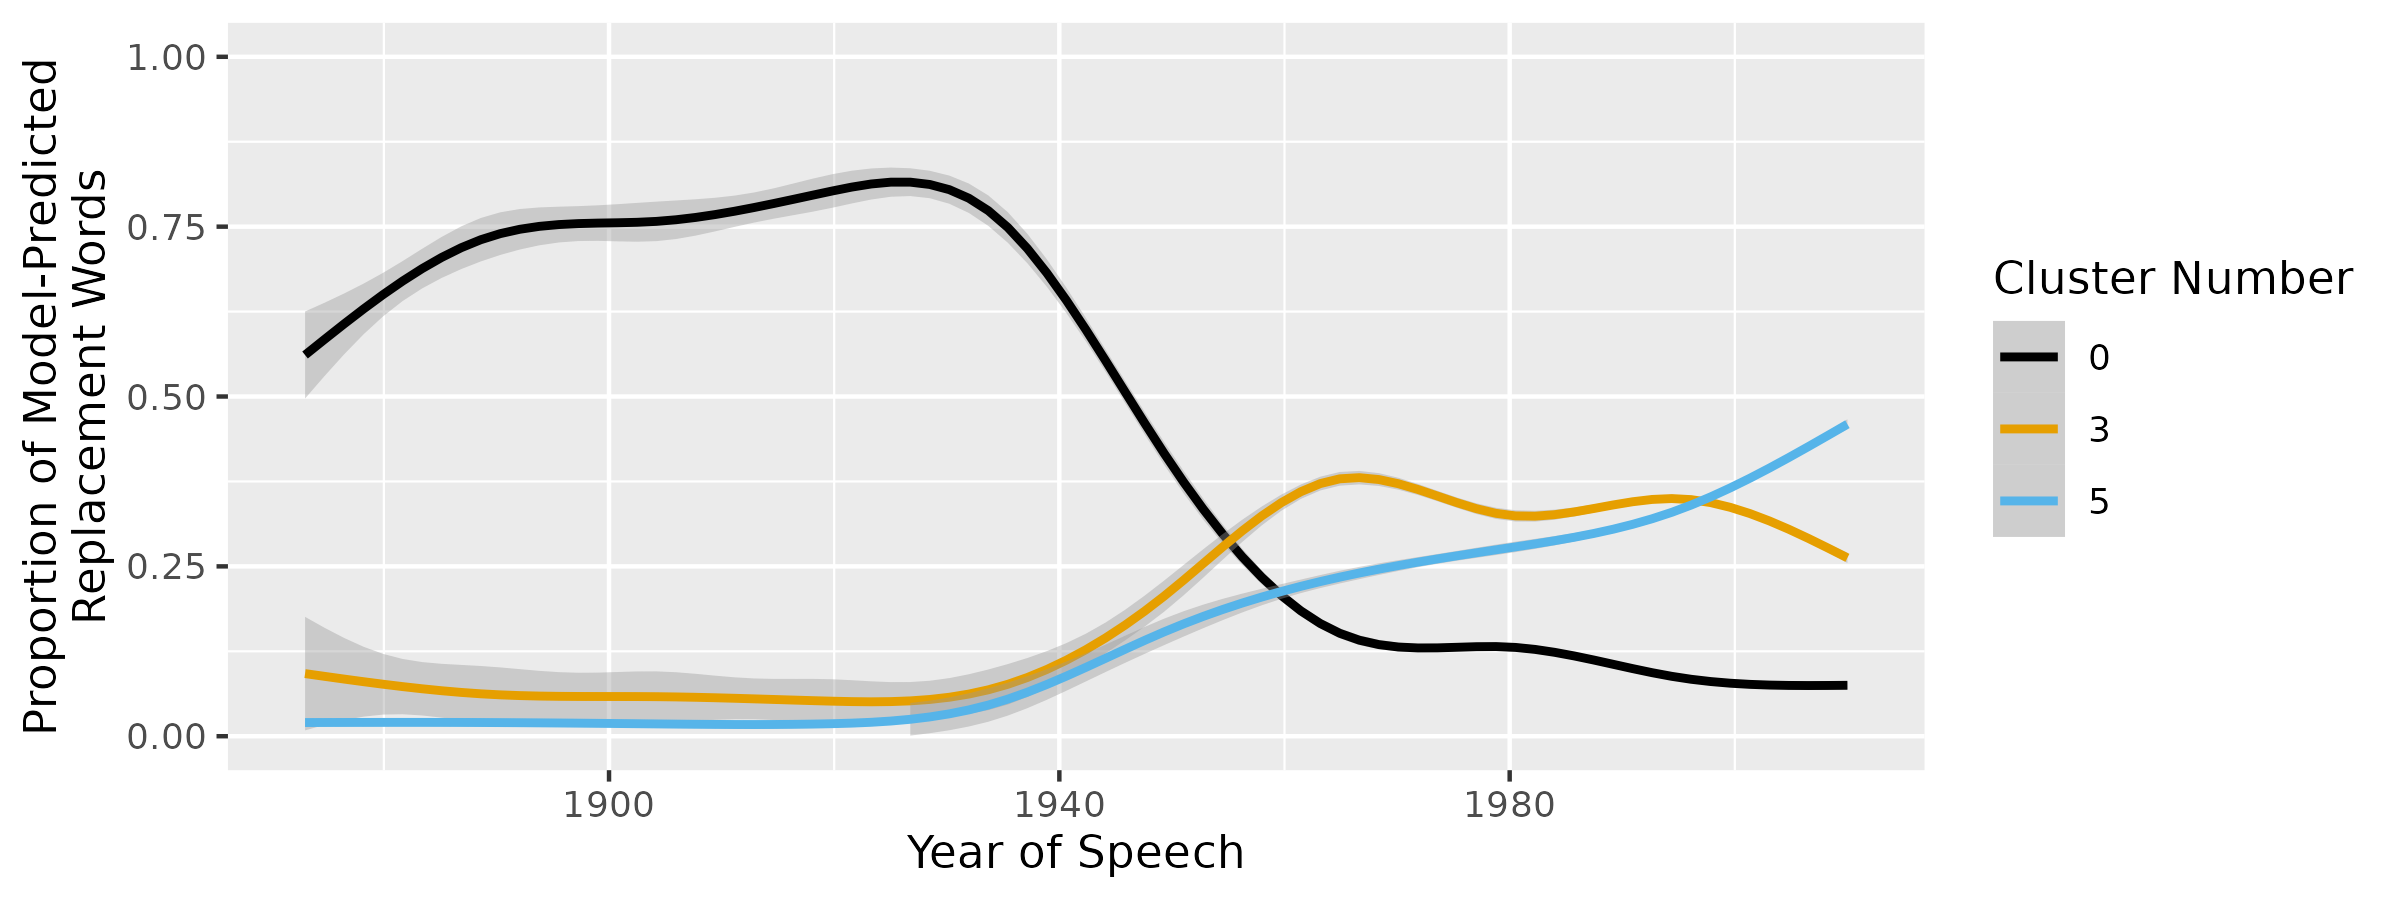 Proportion of Model-Predicted
Replacement Words
1.00
0.75
0.50
0.25
0.00
1900
1940
1980
Year of Speech
Cluster Number
0
3
5